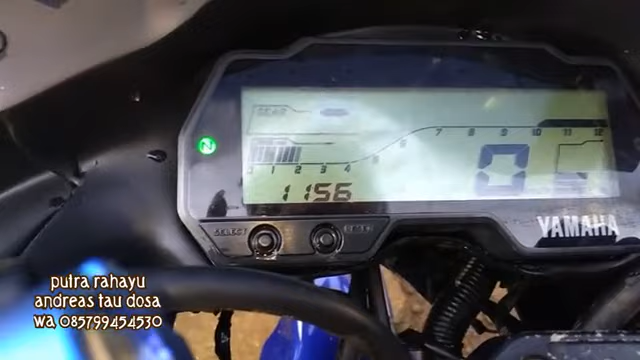 GEAR
N
1 2 3 4 5 6 7 8 9 10 11 12
1156
0
SELECT RESET
YAMAHA
putra rahayu
andreas tau dosa
wa 085799454530